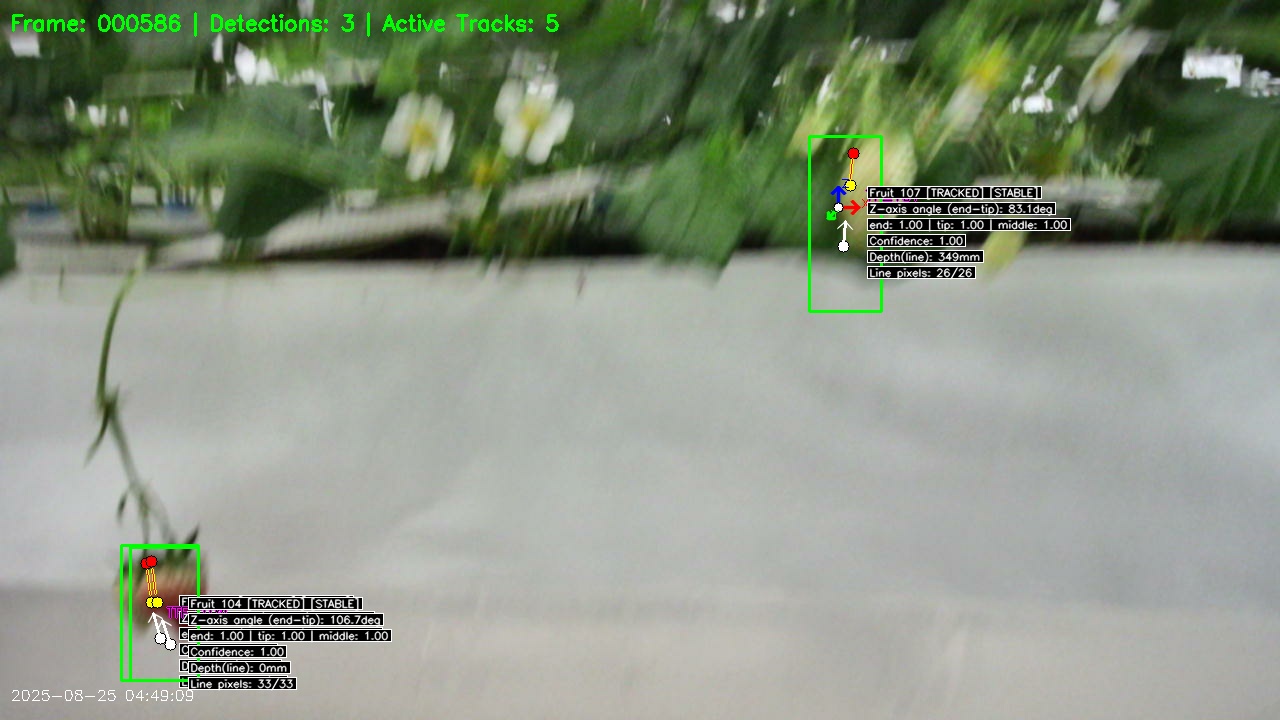 Frame: 000586 | Detections: 3 | Active Tracks: 5
Fruit 107 [TRACKED] [STABLE]
Z-axis angle (end-tip): 83.1deg
end: 1.00 | tip: 1.00 | middle: 1.00
Confidence: 1.00
Depth(line): 349mm
Line pixels: 26/26
Fruit 104 [TRACKED] [STABLE]
Z-axis angle (end-tip): 106.7deg
end: 1.00 | tip: 1.00 | middle: 1.00
Confidence: 1.00
Depth(line): 0mm
Line pixels: 33/33
2025-08-25 04:49:09